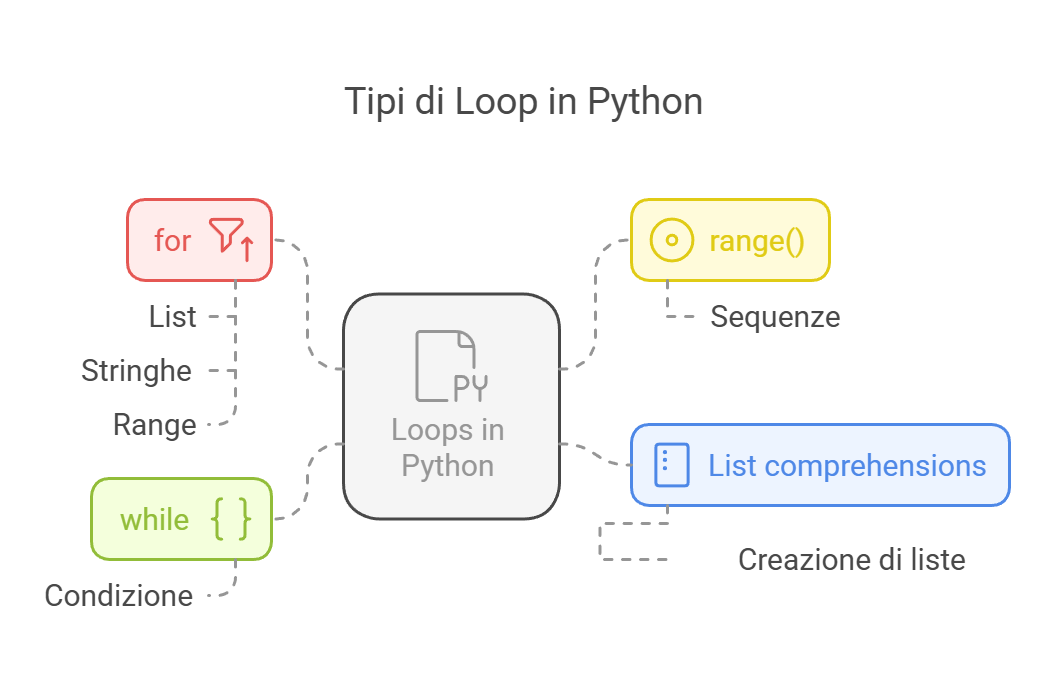 Tipi di Loop in Python
for
List
Stringhe
Range
while { }
Condizione
PY
Loops in
Python
range()
Sequenze
List comprehensions
Creazione di liste